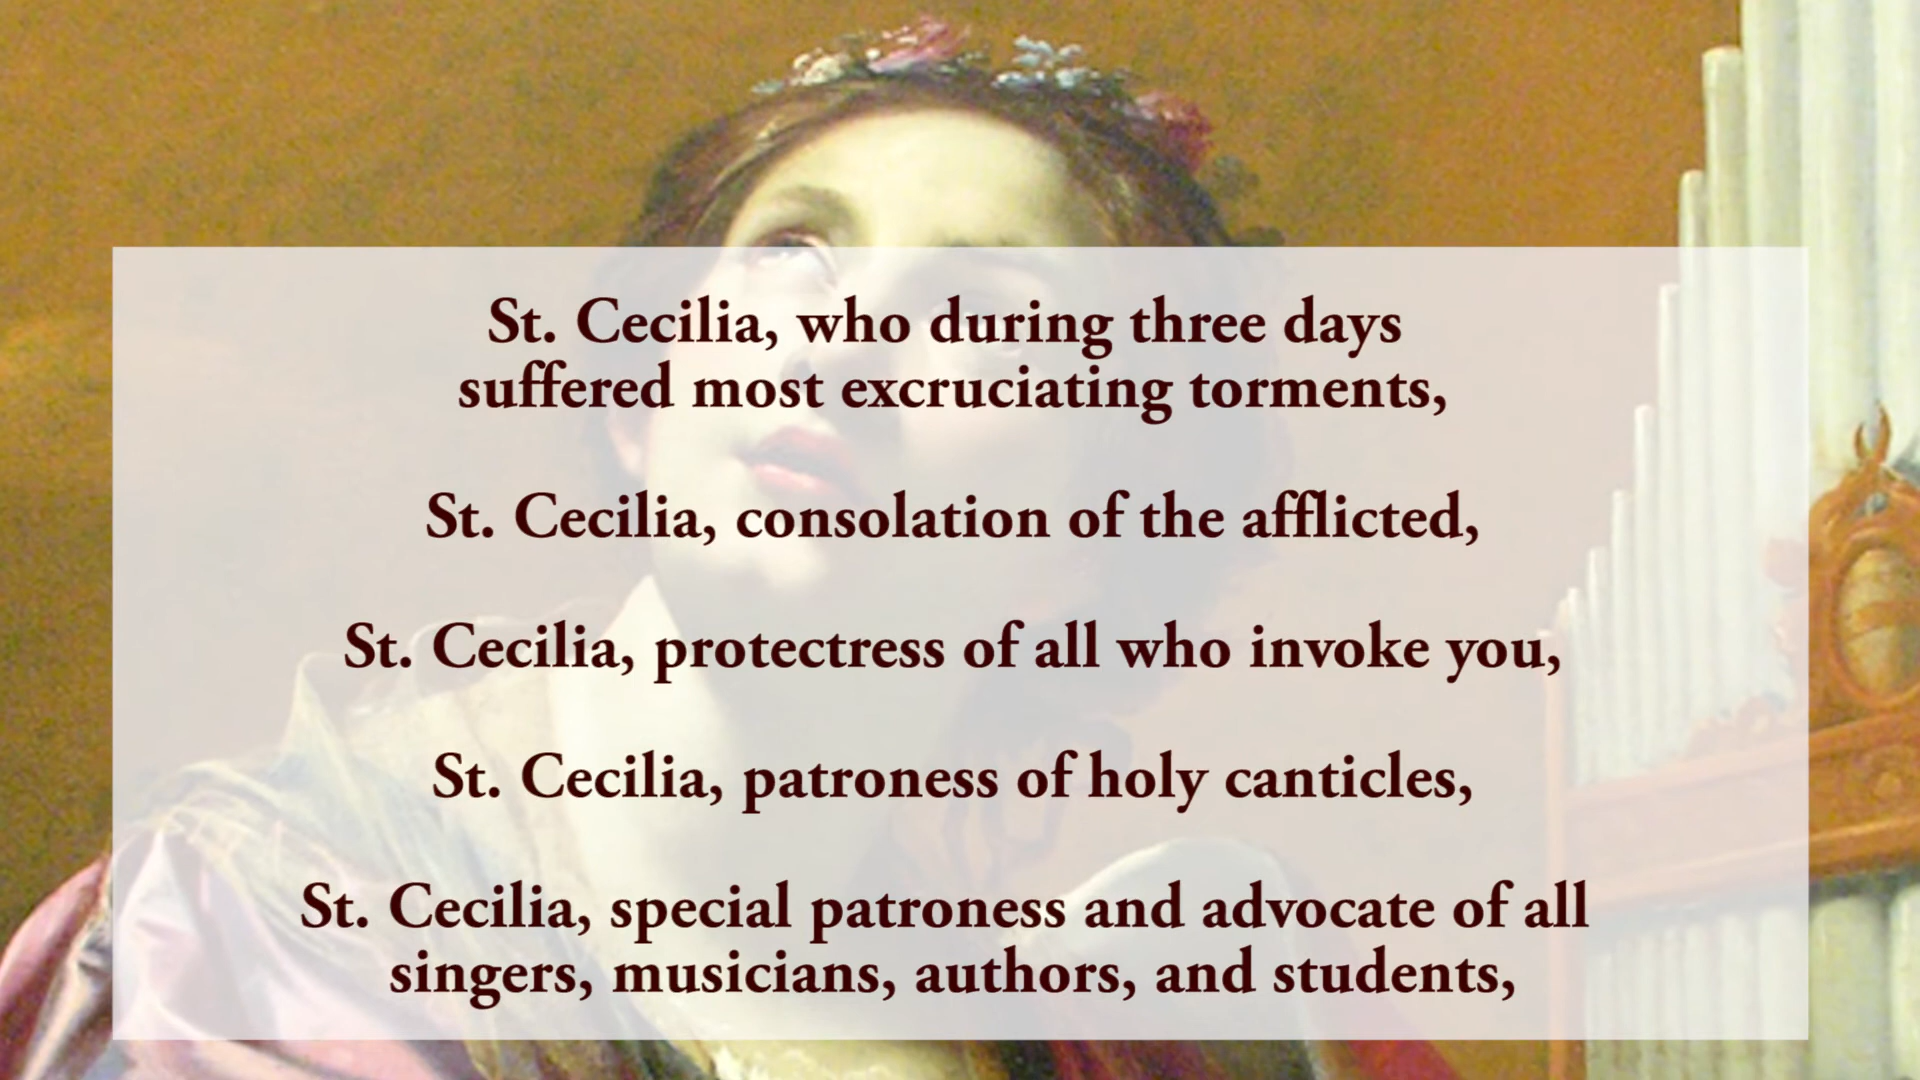 St. Cecilia, who during three days
suffered most excruciating torments,
St. Cecilia, consolation of the afflicted,
St. Cecilia, protectress of all who invoke you,
St. Cecilia, patroness of holy canticles,
St. Cecilia, special patroness and advocate of all
singers, musicians, authors, and students,